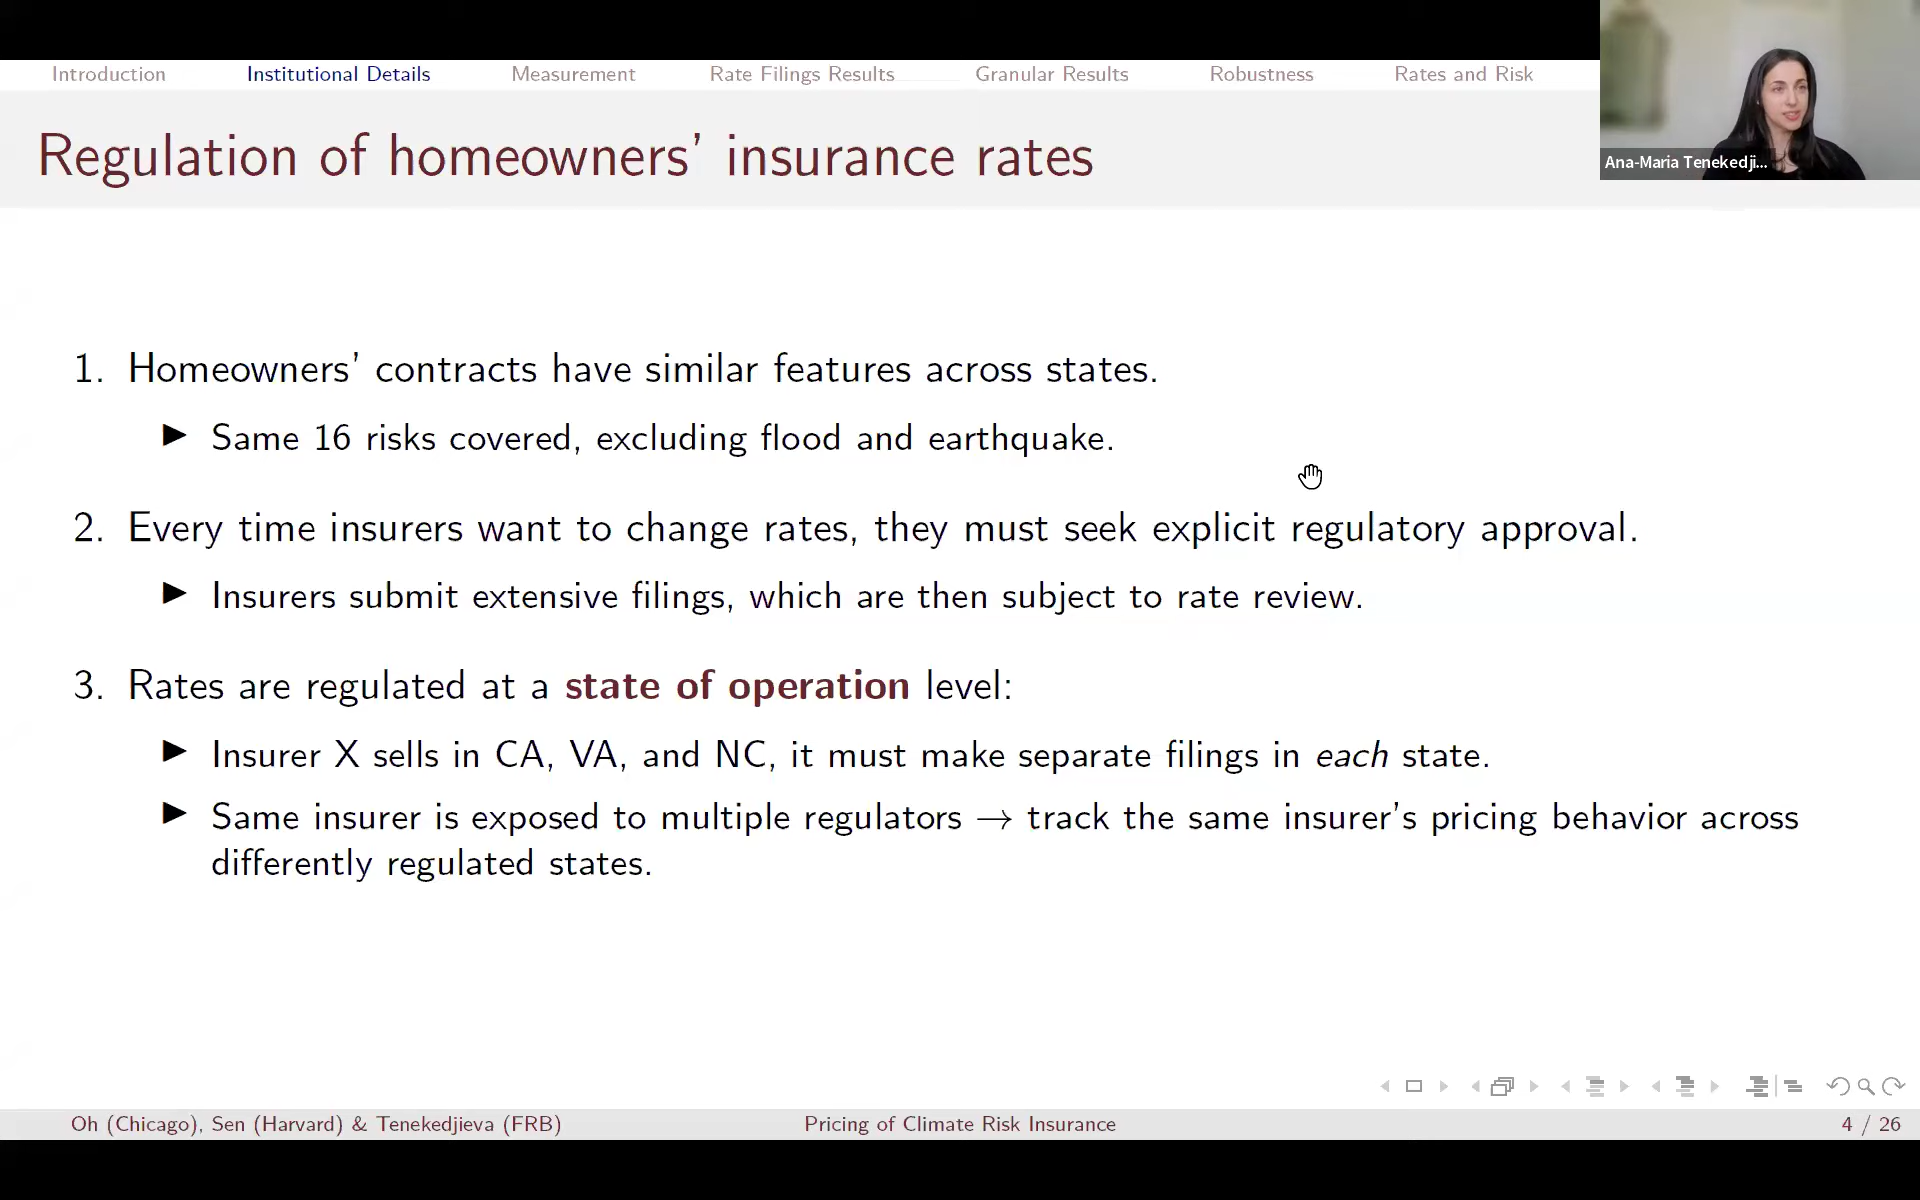 Introduction Institutional Details Measurement Rate Filings Results Granular Results Robustness Rates and Risk
Regulation of homeowners' insurance rates
Ana-Maria Tenekedji...
1. Homeowners' contracts have similar features across states.
▶ Same 16 risks covered, excluding flood and earthquake.
2. Every time insurers want to change rates, they must seek explicit regulatory approval.
▶ Insurers submit extensive filings, which are then subject to rate review.
3. Rates are regulated at a state of operation level:
▶ Insurer X sells in CA, VA, and NC, it must make separate filings in each state.
▶ Same insurer is exposed to multiple regulators → track the same insurer's pricing behavior across
differently regulated states.
Oh (Chicago), Sen (Harvard) & Tenekedjieva (FRB) Pricing of Climate Risk Insurance 4 / 26